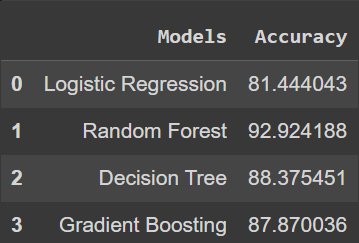 Models Accuracy
0 Logistic Regression 81.444043
1 Random Forest 92.924188
2 Decision Tree 88.375451
3 Gradient Boosting 87.870036